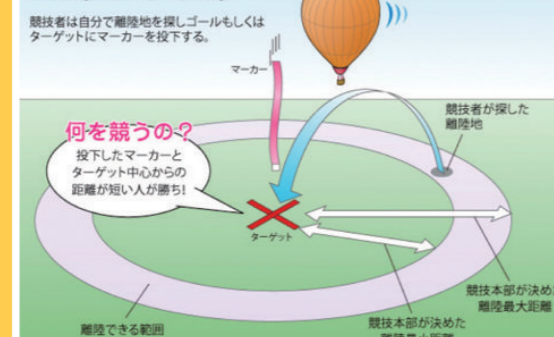 競技者は自分で離陸地を探しゴールもしくは
ターゲットにマーカーを投下する。
マーカー
競技者が探した
離陸地
何を競うの？
投下したマーカーと
ターゲット中心からの
距離が短い人が勝ち!
ターゲット
競技本部が決め
離陸最大距離
競技本部が決めた
離陸できる範囲